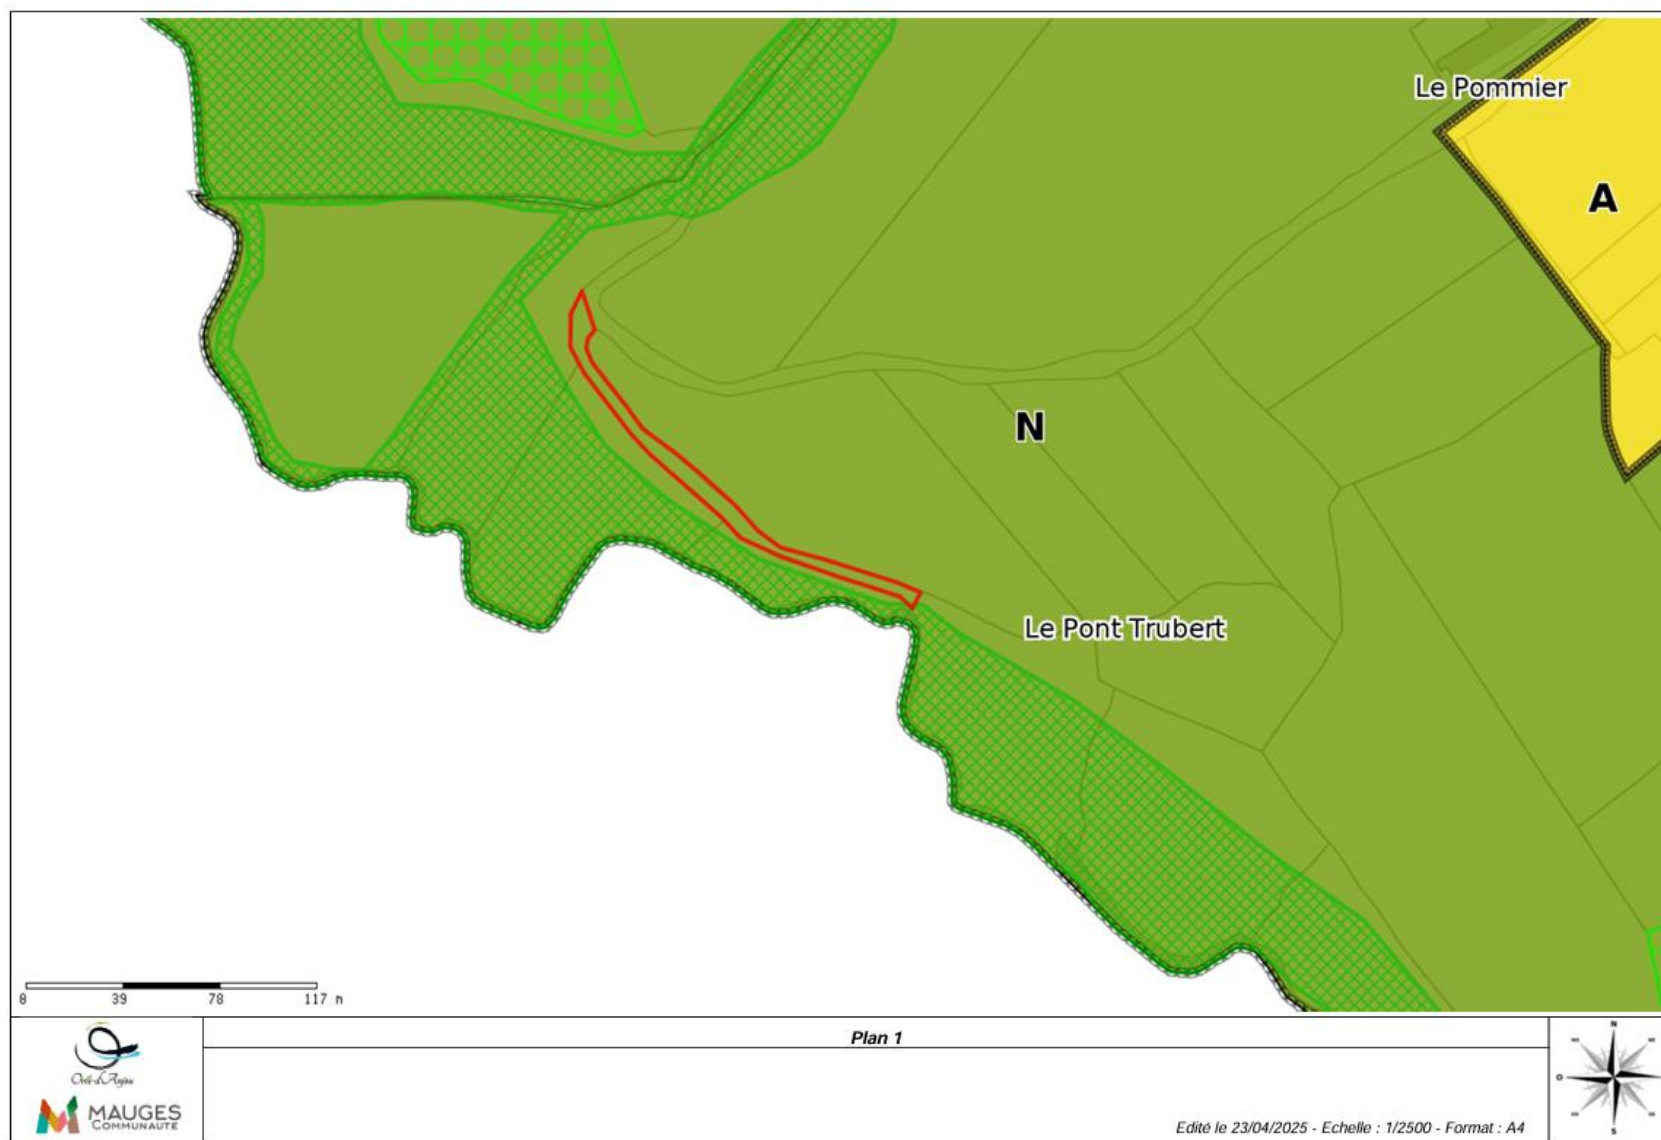 Le Pommier
A
N
Le Pont Trubert
0 39 78 117 m
Plan 1
Orée-d'Anjou
MAUGES
COMMUNAUTÉ
N
O
S
Edité le 23/04/2025 - Echelle : 1/2500 - Format : A4